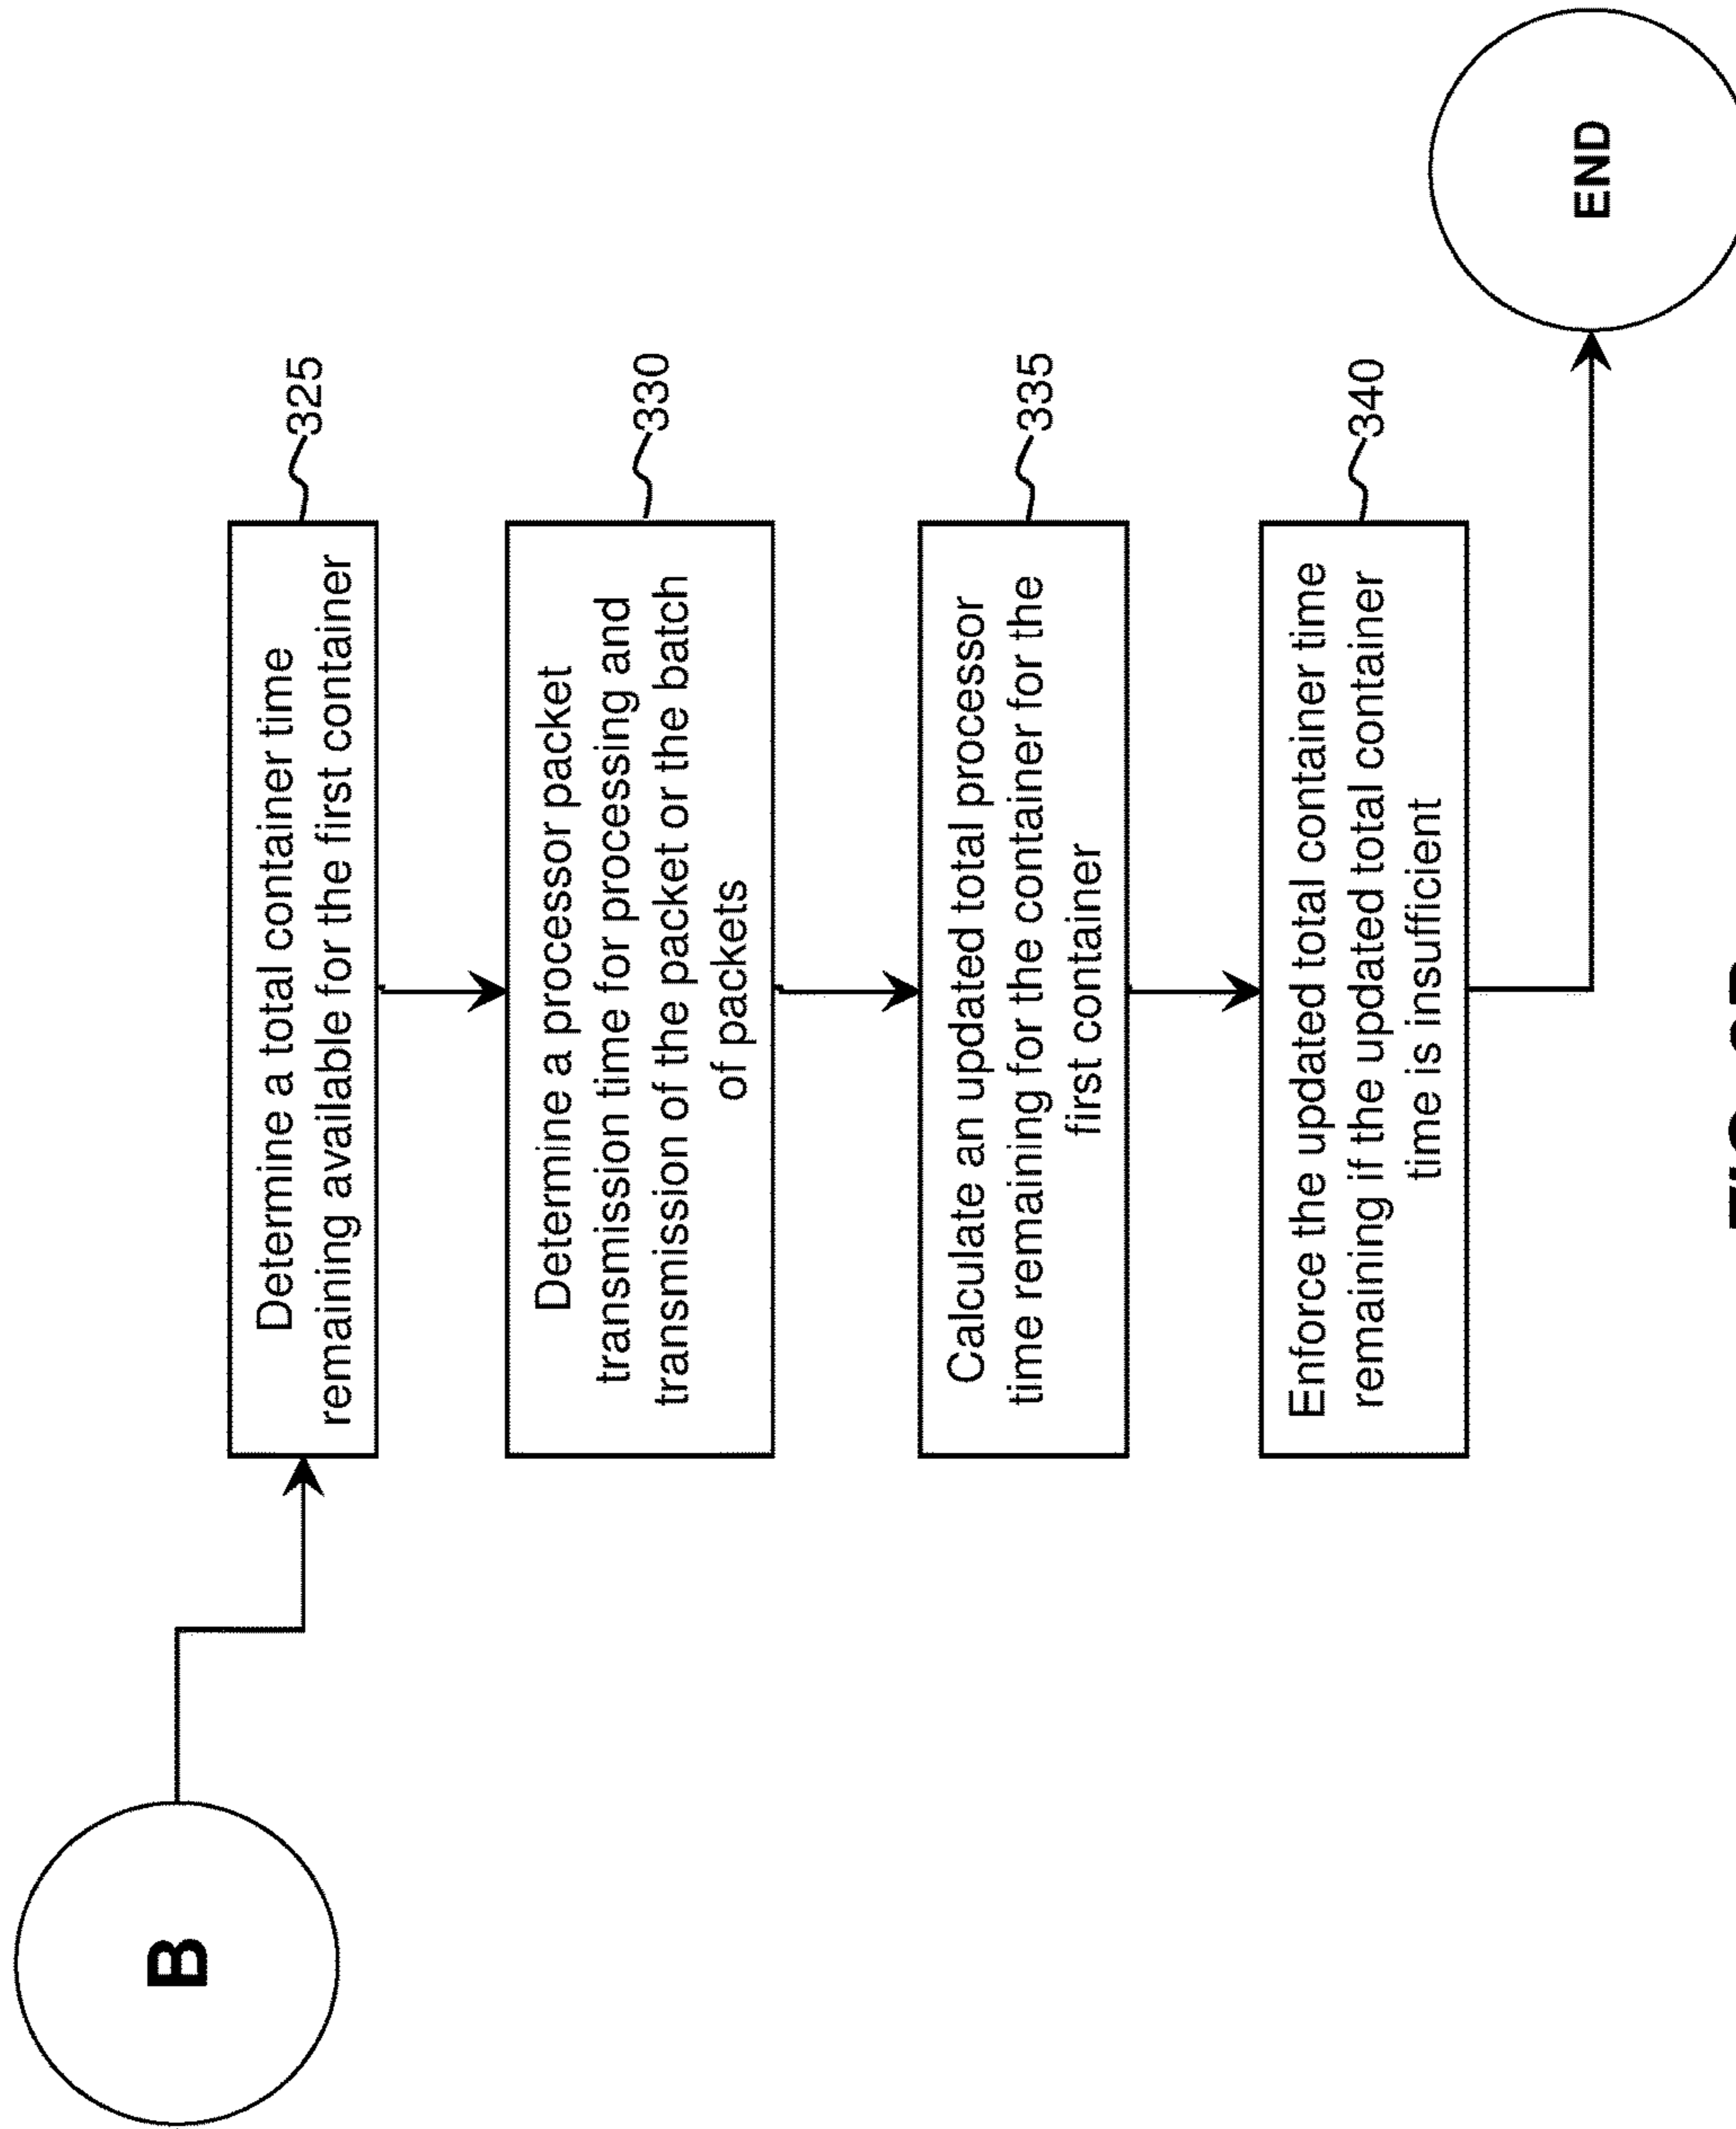 B
Determine a total container time
remaining available for the first container
325
Determine a processor packet
transmission time for processing and
transmission of the packet or the batch
of packets
330
Calculate an updated total processor
time remaining for the container for the
first container
335
Enforce the updated total container time
remaining if the updated total container
time is insufficient
340
END